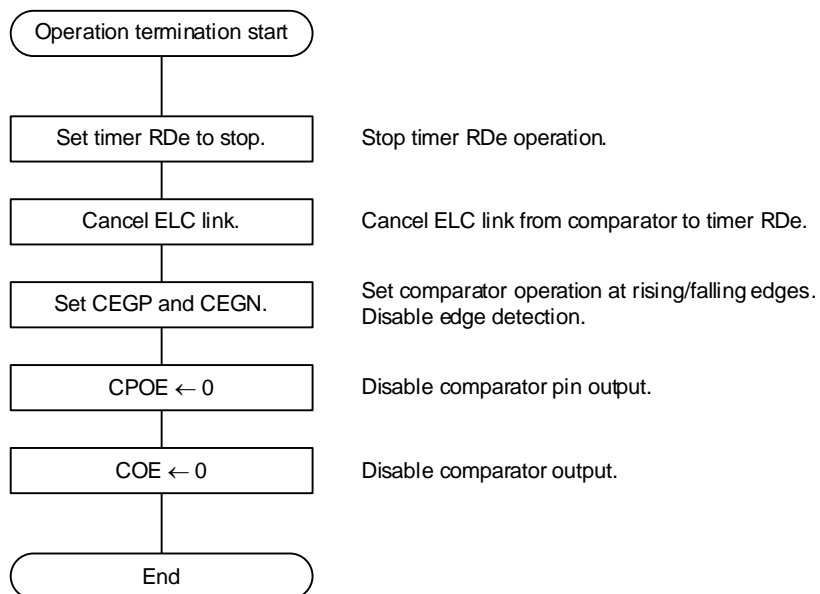 Operation termination start
Set timer RDe to stop.
Stop timer RDe operation.
Cancel ELC link.
Cancel ELC link from comparator to timer RDe.
Set CEGP and CEGN.
Set comparator operation at rising/falling edges.
Disable edge detection.
CPOE ← 0
Disable comparator pin output.
COE ← 0
Disable comparator output.
End